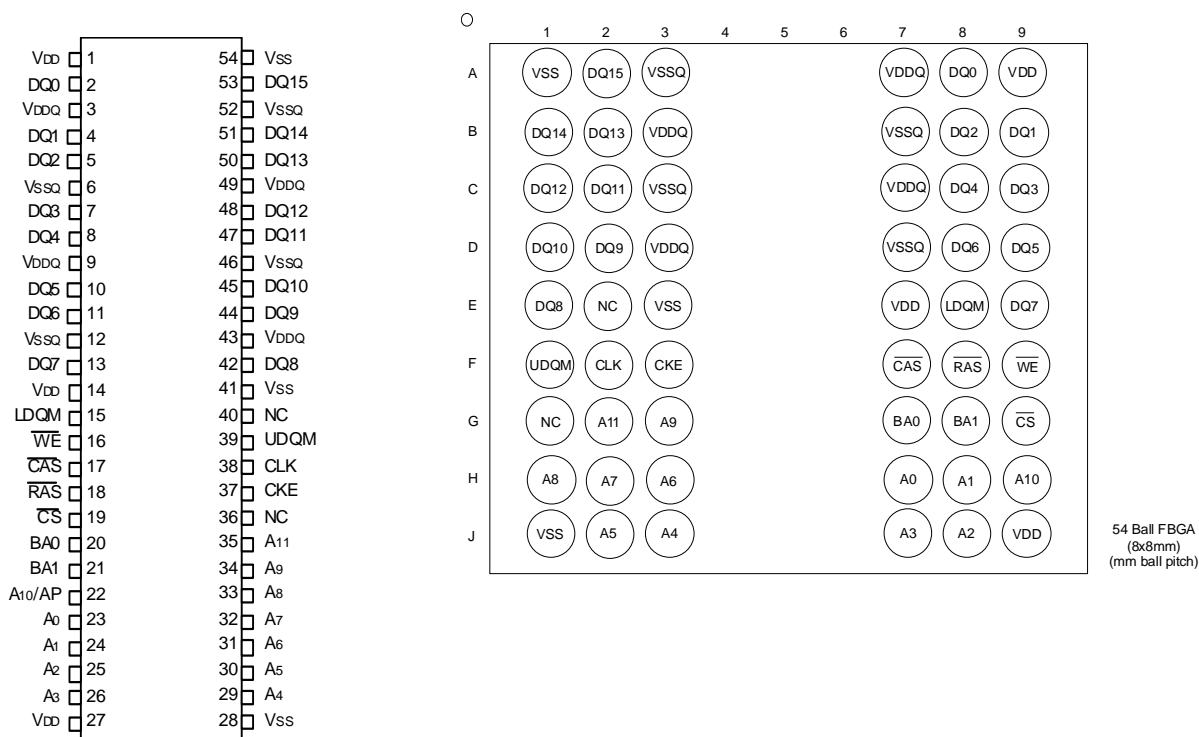 VDD 1 54 VSS
DQ0 2 53 DQ15
VDDQ 3 52 VSSQ
DQ1 4 51 DQ14
DQ2 5 50 DQ13
VSSQ 6 49 VDDQ
DQ3 7 48 DQ12
DQ4 8 47 DQ11
VDDQ 9 46 VSSQ
DQ5 10 45 DQ10
DQ6 11 44 DQ9
VSSQ 12 43 VDDQ
DQ7 13 42 DQ8
VDD 14 41 VSS
LDQM 15 40 NC
WE 16 39 UDQM
CAS 17 38 CLK
RAS 18 37 CKE
CS 19 36 NC
BA0 20 35 A11
BA1 21 34 A9
A10/AP 22 33 A8
A0 23 32 A7
A1 24 31 A6
A2 25 30 A5
A3 26 29 A4
VDD 27 28 VSS
1 2 3 4 5 6 7 8 9
A VSS DQ15 VSSQ VDDQ DQ0 VDD
B DQ14 DQ13 VDDQ VSSQ DQ2 DQ1
C DQ12 DQ11 VSSQ VDDQ DQ4 DQ3
D DQ10 DQ9 VDDQ VSSQ DQ6 DQ5
E DQ8 NC VSS VDD LDQM DQ7
F UDQM CLK CKE CAS RAS WE
G NC A11 A9 BA0 BA1 CS
H A8 A7 A6 A0 A1 A10
J VSS A5 A4 A3 A2 VDD
54 Ball FBGA
(8x8mm)
(mm ball pitch)